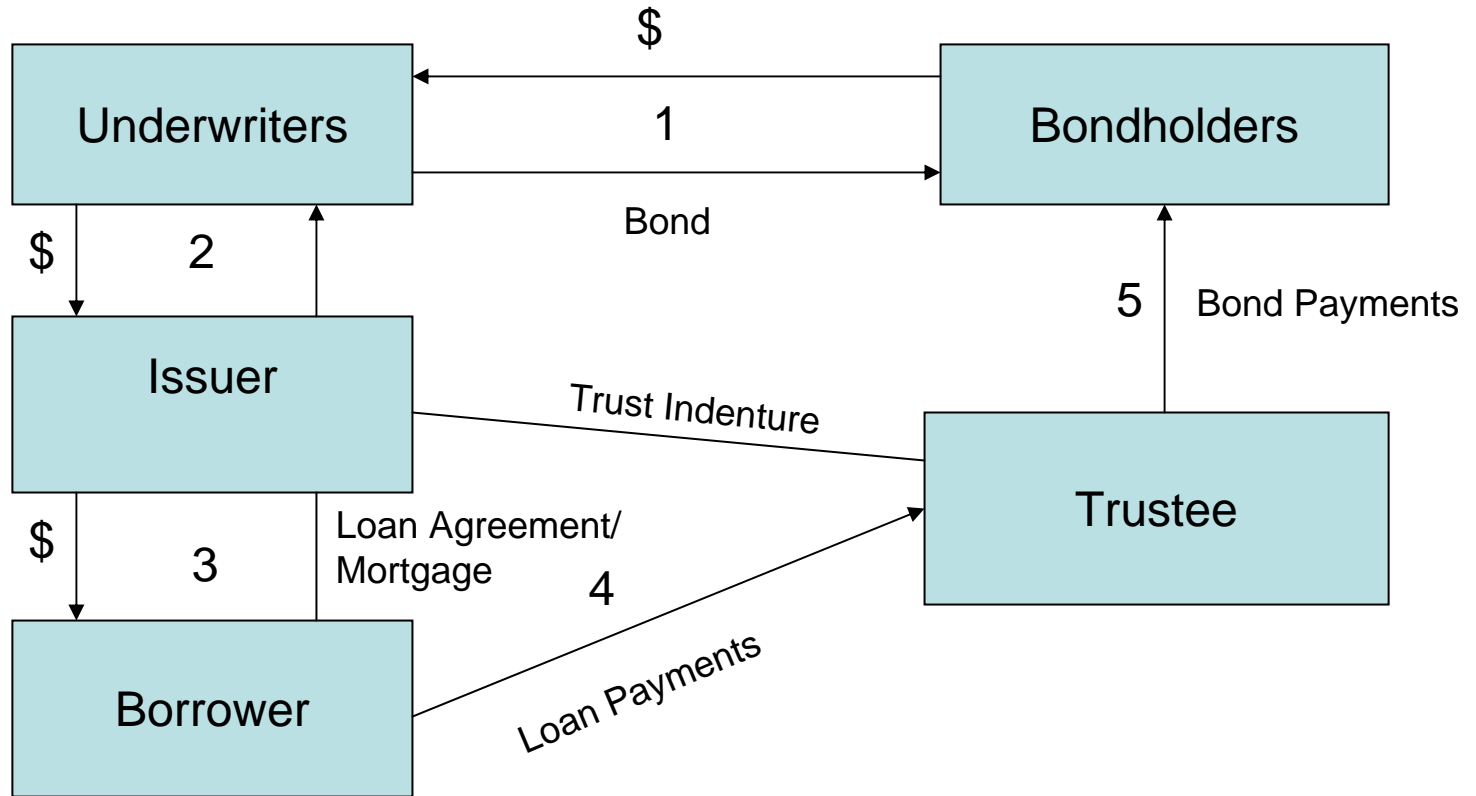 $
Underwriters
1
Bondholders
Bond
$
2
5
Bond Payments
Issuer
Trust Indenture
Trustee
$
3
Loan Agreement/
Mortgage
4
Borrower
Loan Payments